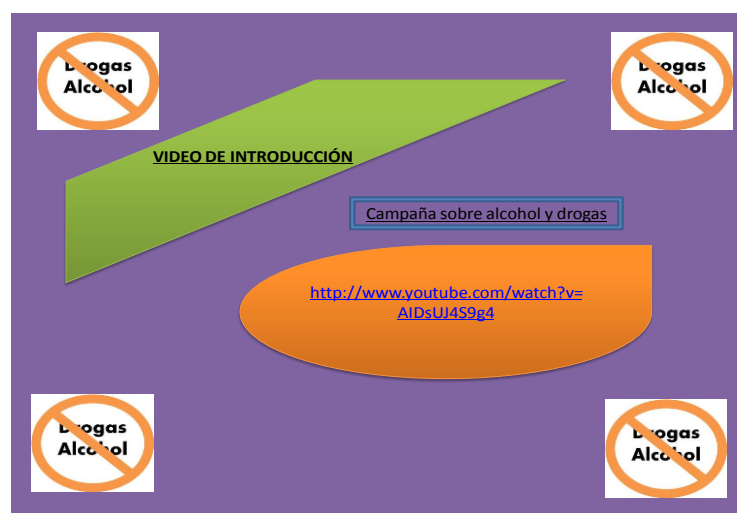 Drogas
Alcohol
Drogas
Alcohol
VIDEO DE INTRODUCCIÓN
Campaña sobre alcohol y drogas
http://www.youtube.com/watch?v=
AIDsUJ4S9g4
Drogas
Alcohol
Drogas
Alcohol